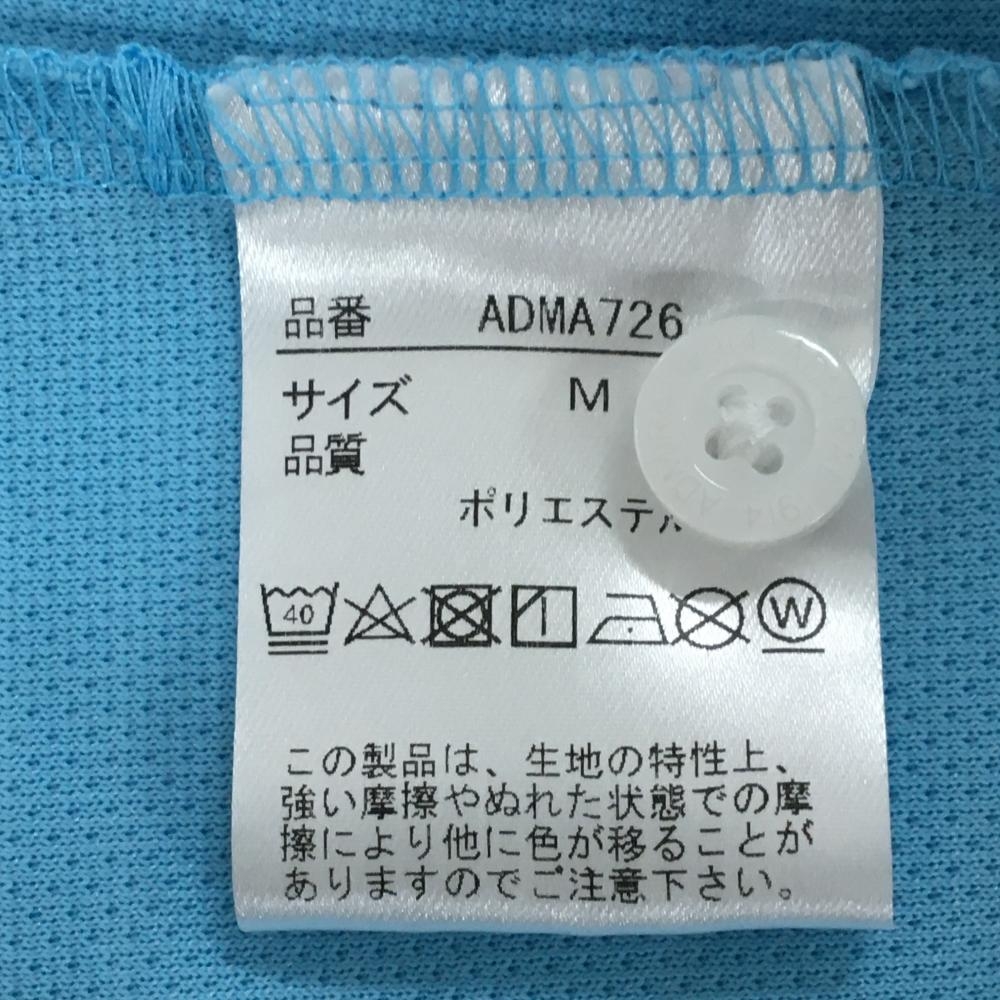 品番 ADMA726
サイズ M
品質
ポリエステル
40
W
この製品は、生地の特性上、
強い摩擦やぬれた状態での摩
擦により他に色が移ることが
ありますのでご注意下さい。